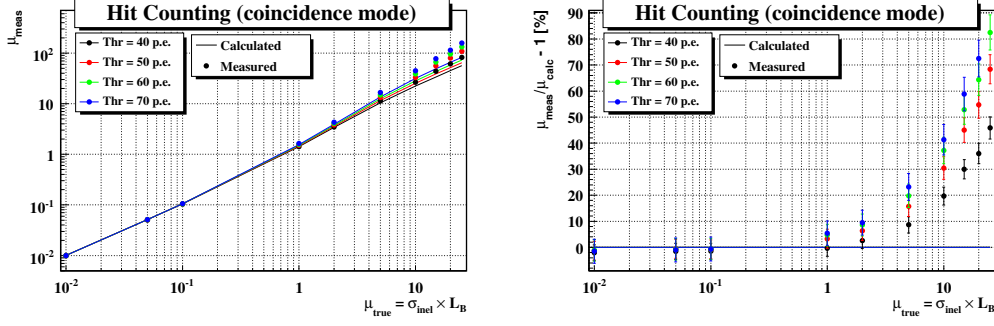 Hit Counting (coincidence mode)
μmeas
Thr = 40 p.e.
Thr = 50 p.e.
Thr = 60 p.e.
Thr = 70 p.e.
Calculated
Measured
10²
10
1
10⁻¹
10⁻²
10⁻² 10⁻¹ 1 10
μtrue = σinel × LB
Hit Counting (coincidence mode)
μmeas/μcalc - 1 [%]
Thr = 40 p.e.
Thr = 50 p.e.
Thr = 60 p.e.
Thr = 70 p.e.
Calculated
Measured
90
80
70
60
50
40
30
20
10
0
10⁻² 10⁻¹ 1 10
μtrue = σinel × LB